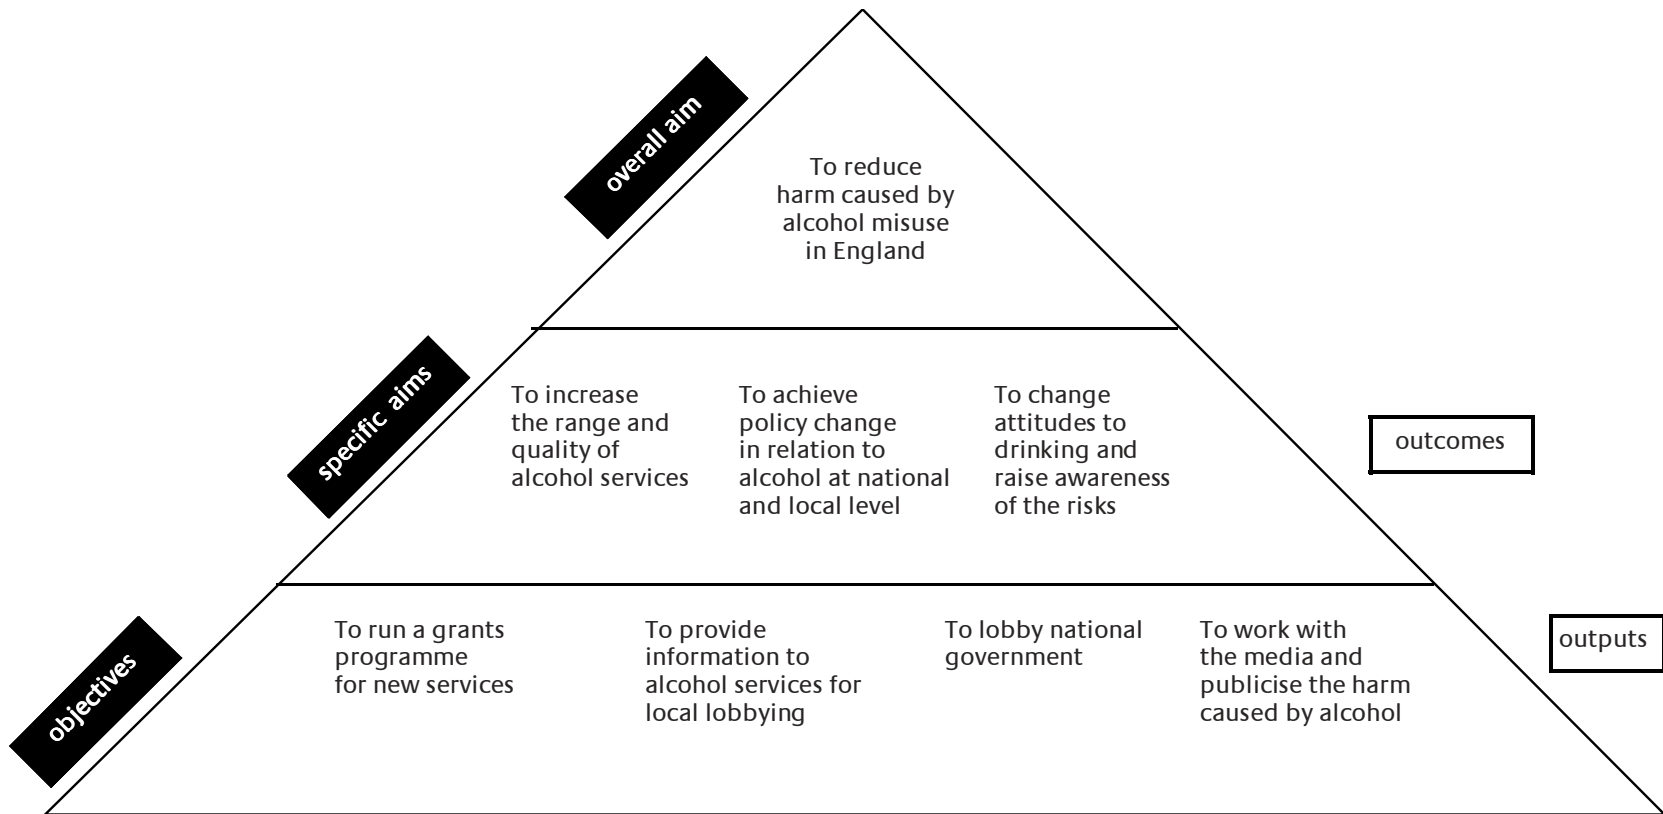 overall aim
To reduce
harm caused by
alcohol misuse
in England
specific aims
To increase
the range and
quality of
alcohol services
To achieve
policy change
in relation to
alcohol at national
and local level
To change
attitudes to
drinking and
raise awareness
of the risks
outcomes
objectives
To run a grants
programme
for new services
To provide
information to
alcohol services for
local lobbying
To lobby national
government
To work with
the media and
publicise the harm
caused by alcohol
outputs